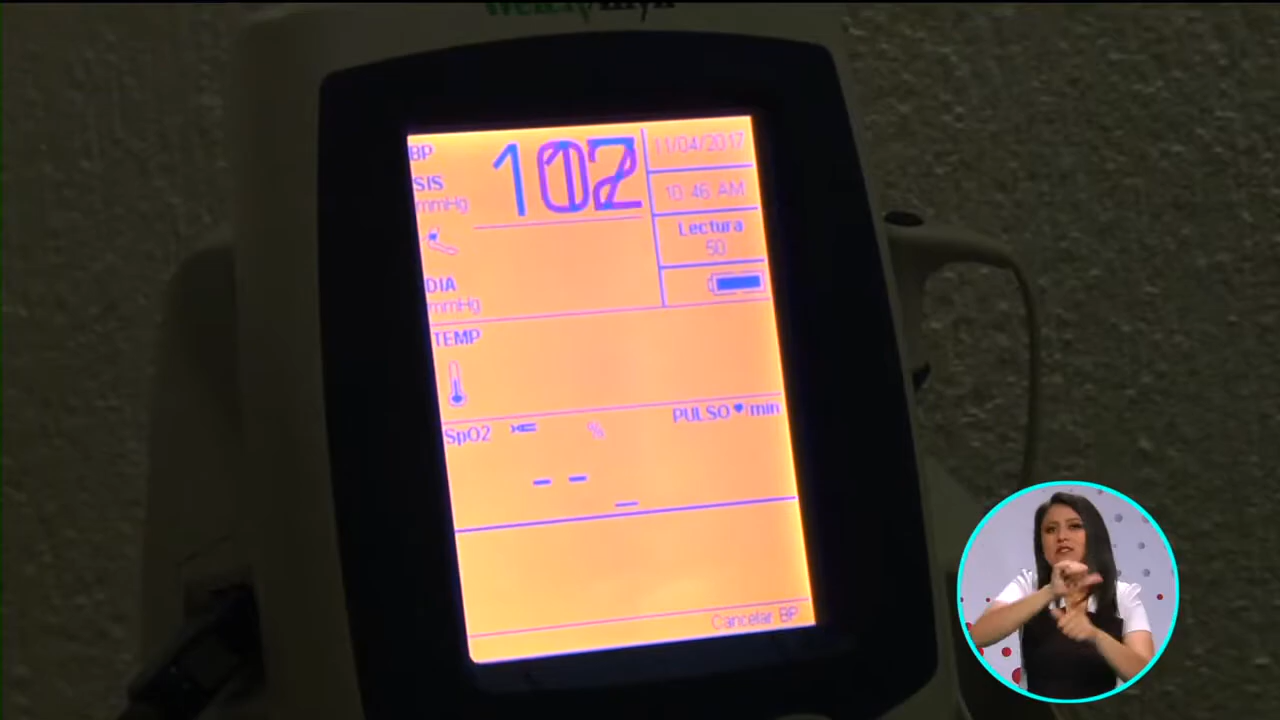 BP
SIS
mmHg
11/04/2017
10 46 AM
Lectura
50
DIA
mmHg
TEMP
SpO2
%
PULSO♥/min
-- 
Cancelar BP